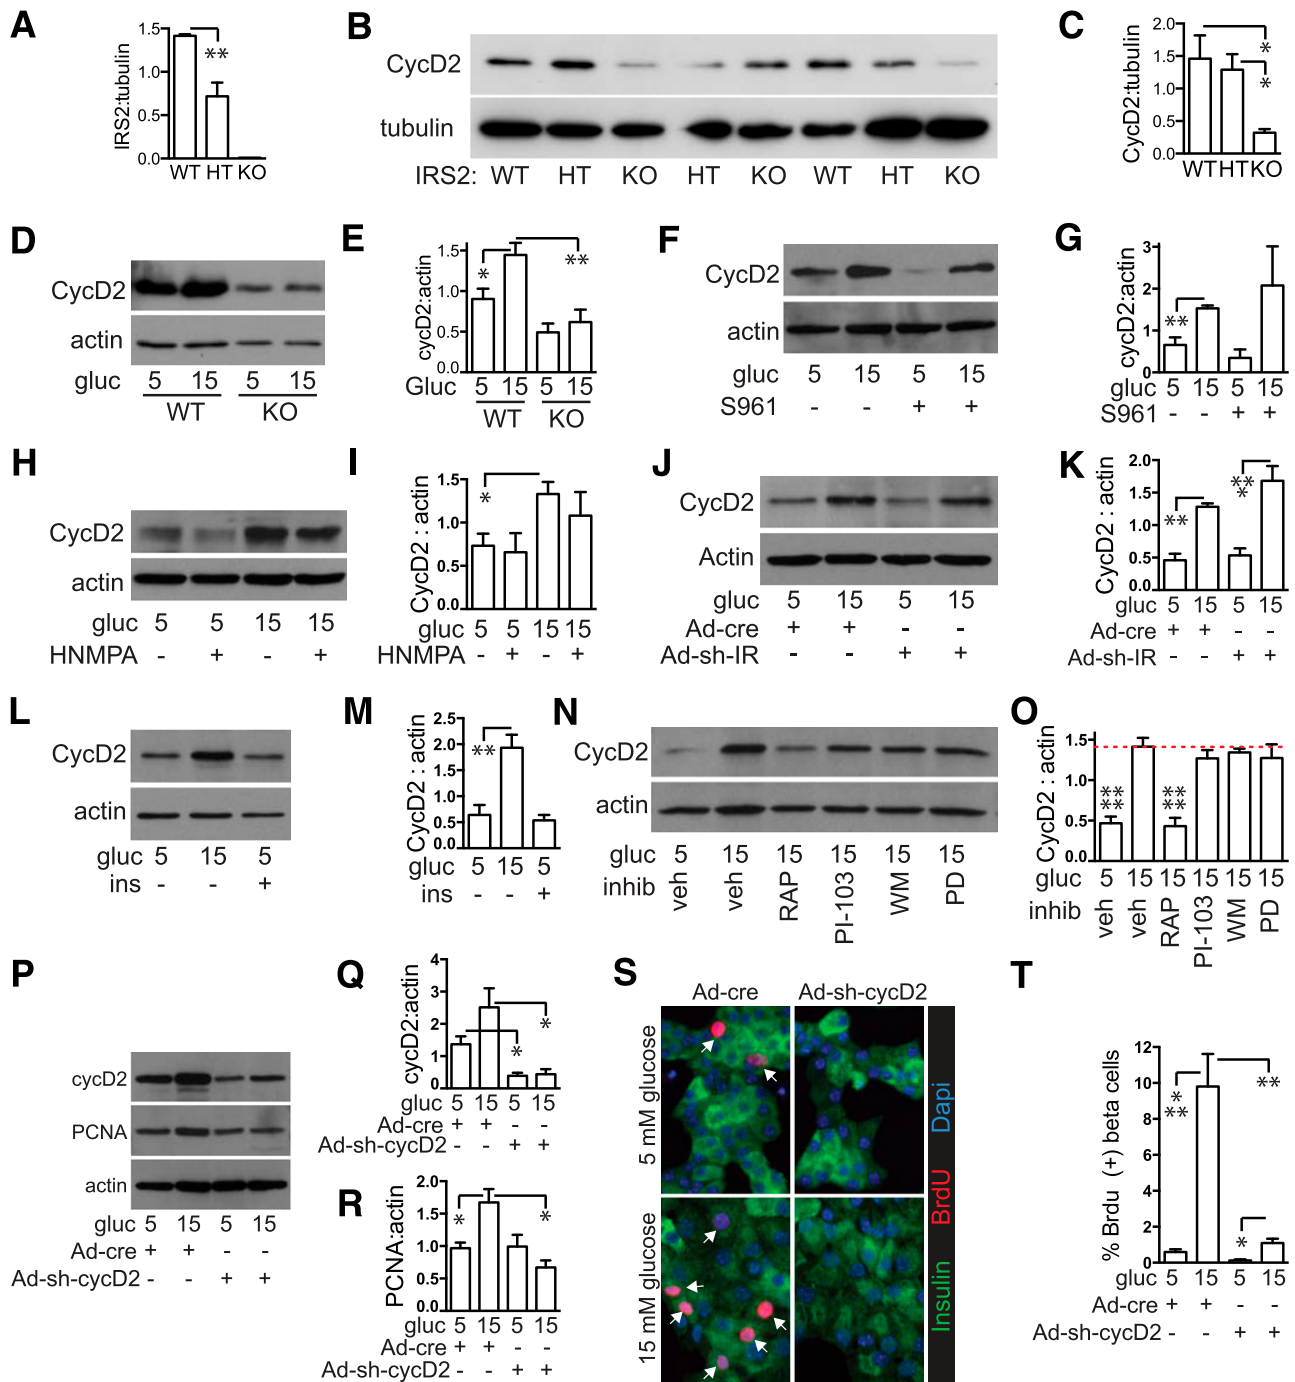 A
IRS2:tubulin
1.5
1.0
0.5
0.0
**
WT HT KO
B
CycD2
tubulin
IRS2: WT HT KO HT KO WT HT KO
C
CycD2:tubulin
2.0
1.5
1.0
0.5
0.0
*
*
WT HT KO
D
CycD2
actin
gluc 5 15 5 15
WT KO
E
cycD2:actin
1.5
1.0
0.5
0.0
*
**
Gluc 5 15 5 15
WT KO
F
CycD2
actin
gluc 5 15 5 15
S961 - - + +
G
cycD2:actin
3
2
1
0
**
gluc 5 15 5 15
S961 - - + +
H
CycD2
actin
gluc 5 5 15 15
HNMPA - + - +
I
CycD2 : actin
1.5
1.0
0.5
0.0
*
gluc 5 5 15 15
HNMPA - + - +
J
CycD2
Actin
gluc 5 15 5 15
Ad-cre + + - -
Ad-sh-IR - - + +
K
CycD2 : actin
2.0
1.5
1.0
0.5
0.0
**
**
*
gluc 5 15 5 15
Ad-cre + + - -
Ad-sh-IR - - + +
L
CycD2
actin
gluc 5 15 5
ins - - +
M
CycD2 : actin
2.5
2.0
1.5
1.0
0.5
0.0
**
gluc 5 15 5
ins - - +
N
CycD2
actin
gluc 5 15 15 15 15 15
inhib veh veh RAP PI-103 WM PD
O
CycD2 : actin
1.5
1.0
0.5
0.0
**
**
**
**
gluc 5 15 15 15 15 15
inhib veh veh RAP PI-103 WM PD
P
cycD2
PCNA
actin
gluc 5 15 5 15
Ad-cre + + - -
Ad-sh-cycD2 - - + +
Q
cycD2:actin
4
3
2
1
0
*
*
gluc 5 15 5 15
Ad-cre + + - -
Ad-sh-cycD2 - - + +
R
PCNA:actin
2.0
1.5
1.0
0.5
0.0
*
*
gluc 5 15 5 15
Ad-cre + + - -
Ad-sh-cycD2 - - + +
S
Ad-cre Ad-sh-cycD2
5 mM glucose
15 mM glucose
Insulin BrdU Dapi
T
% Brdu (+) beta cells
12
10
8
6
4
2
0
*
**
**
*
gluc 5 15 5 15
Ad-cre + + - -
Ad-sh-cycD2 - - + +